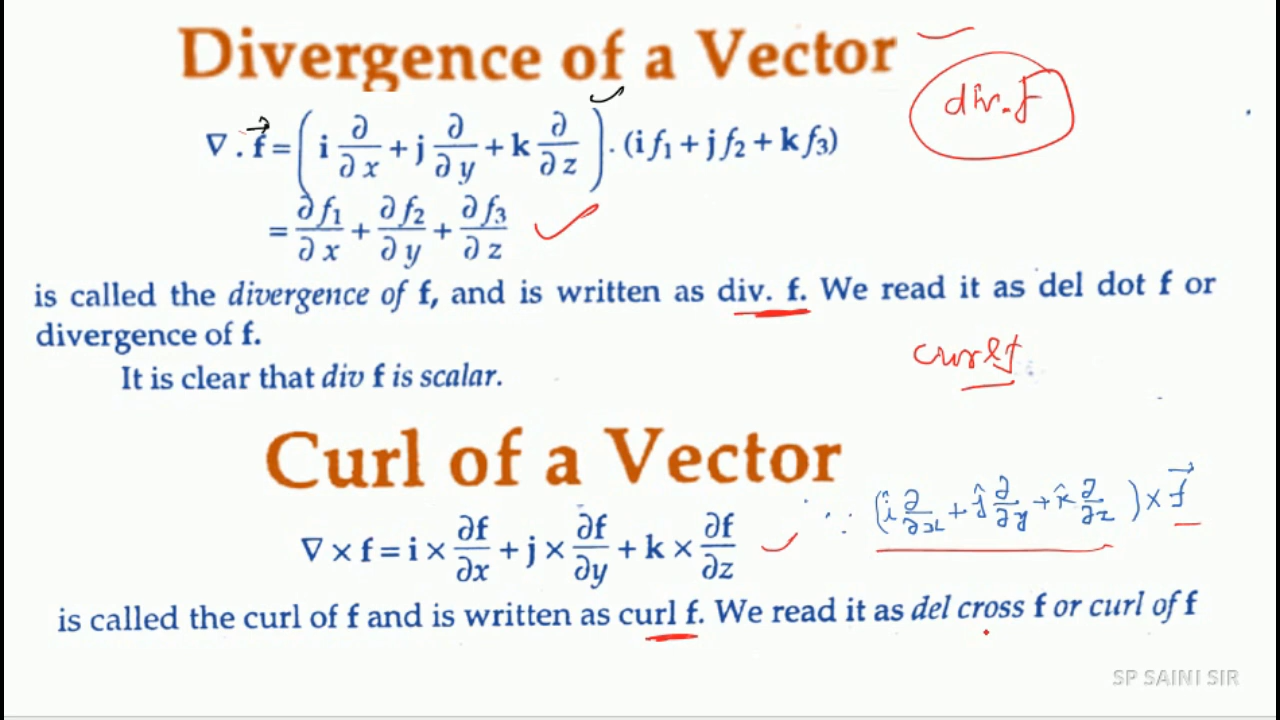 Divergence of a Vector
div. f
∇ . f⃗ = ( i ∂/∂x + j ∂/∂y + k ∂/∂z ) . (i f₁ + j f₂ + k f₃)
= ∂f₁/∂x + ∂f₂/∂y + ∂f₃/∂z
is called the divergence of f, and is written as div. f. We read it as del dot f or
divergence of f.
curl f
It is clear that div f is scalar.
Curl of a Vector
∵ (î ∂/∂x + ĵ ∂/∂y + k̂ ∂/∂z) × f⃗
∇ × f = i × ∂f/∂x + j × ∂f/∂y + k × ∂f/∂z
is called the curl of f and is written as curl f. We read it as del cross f or curl of f
SP SAINI SIR